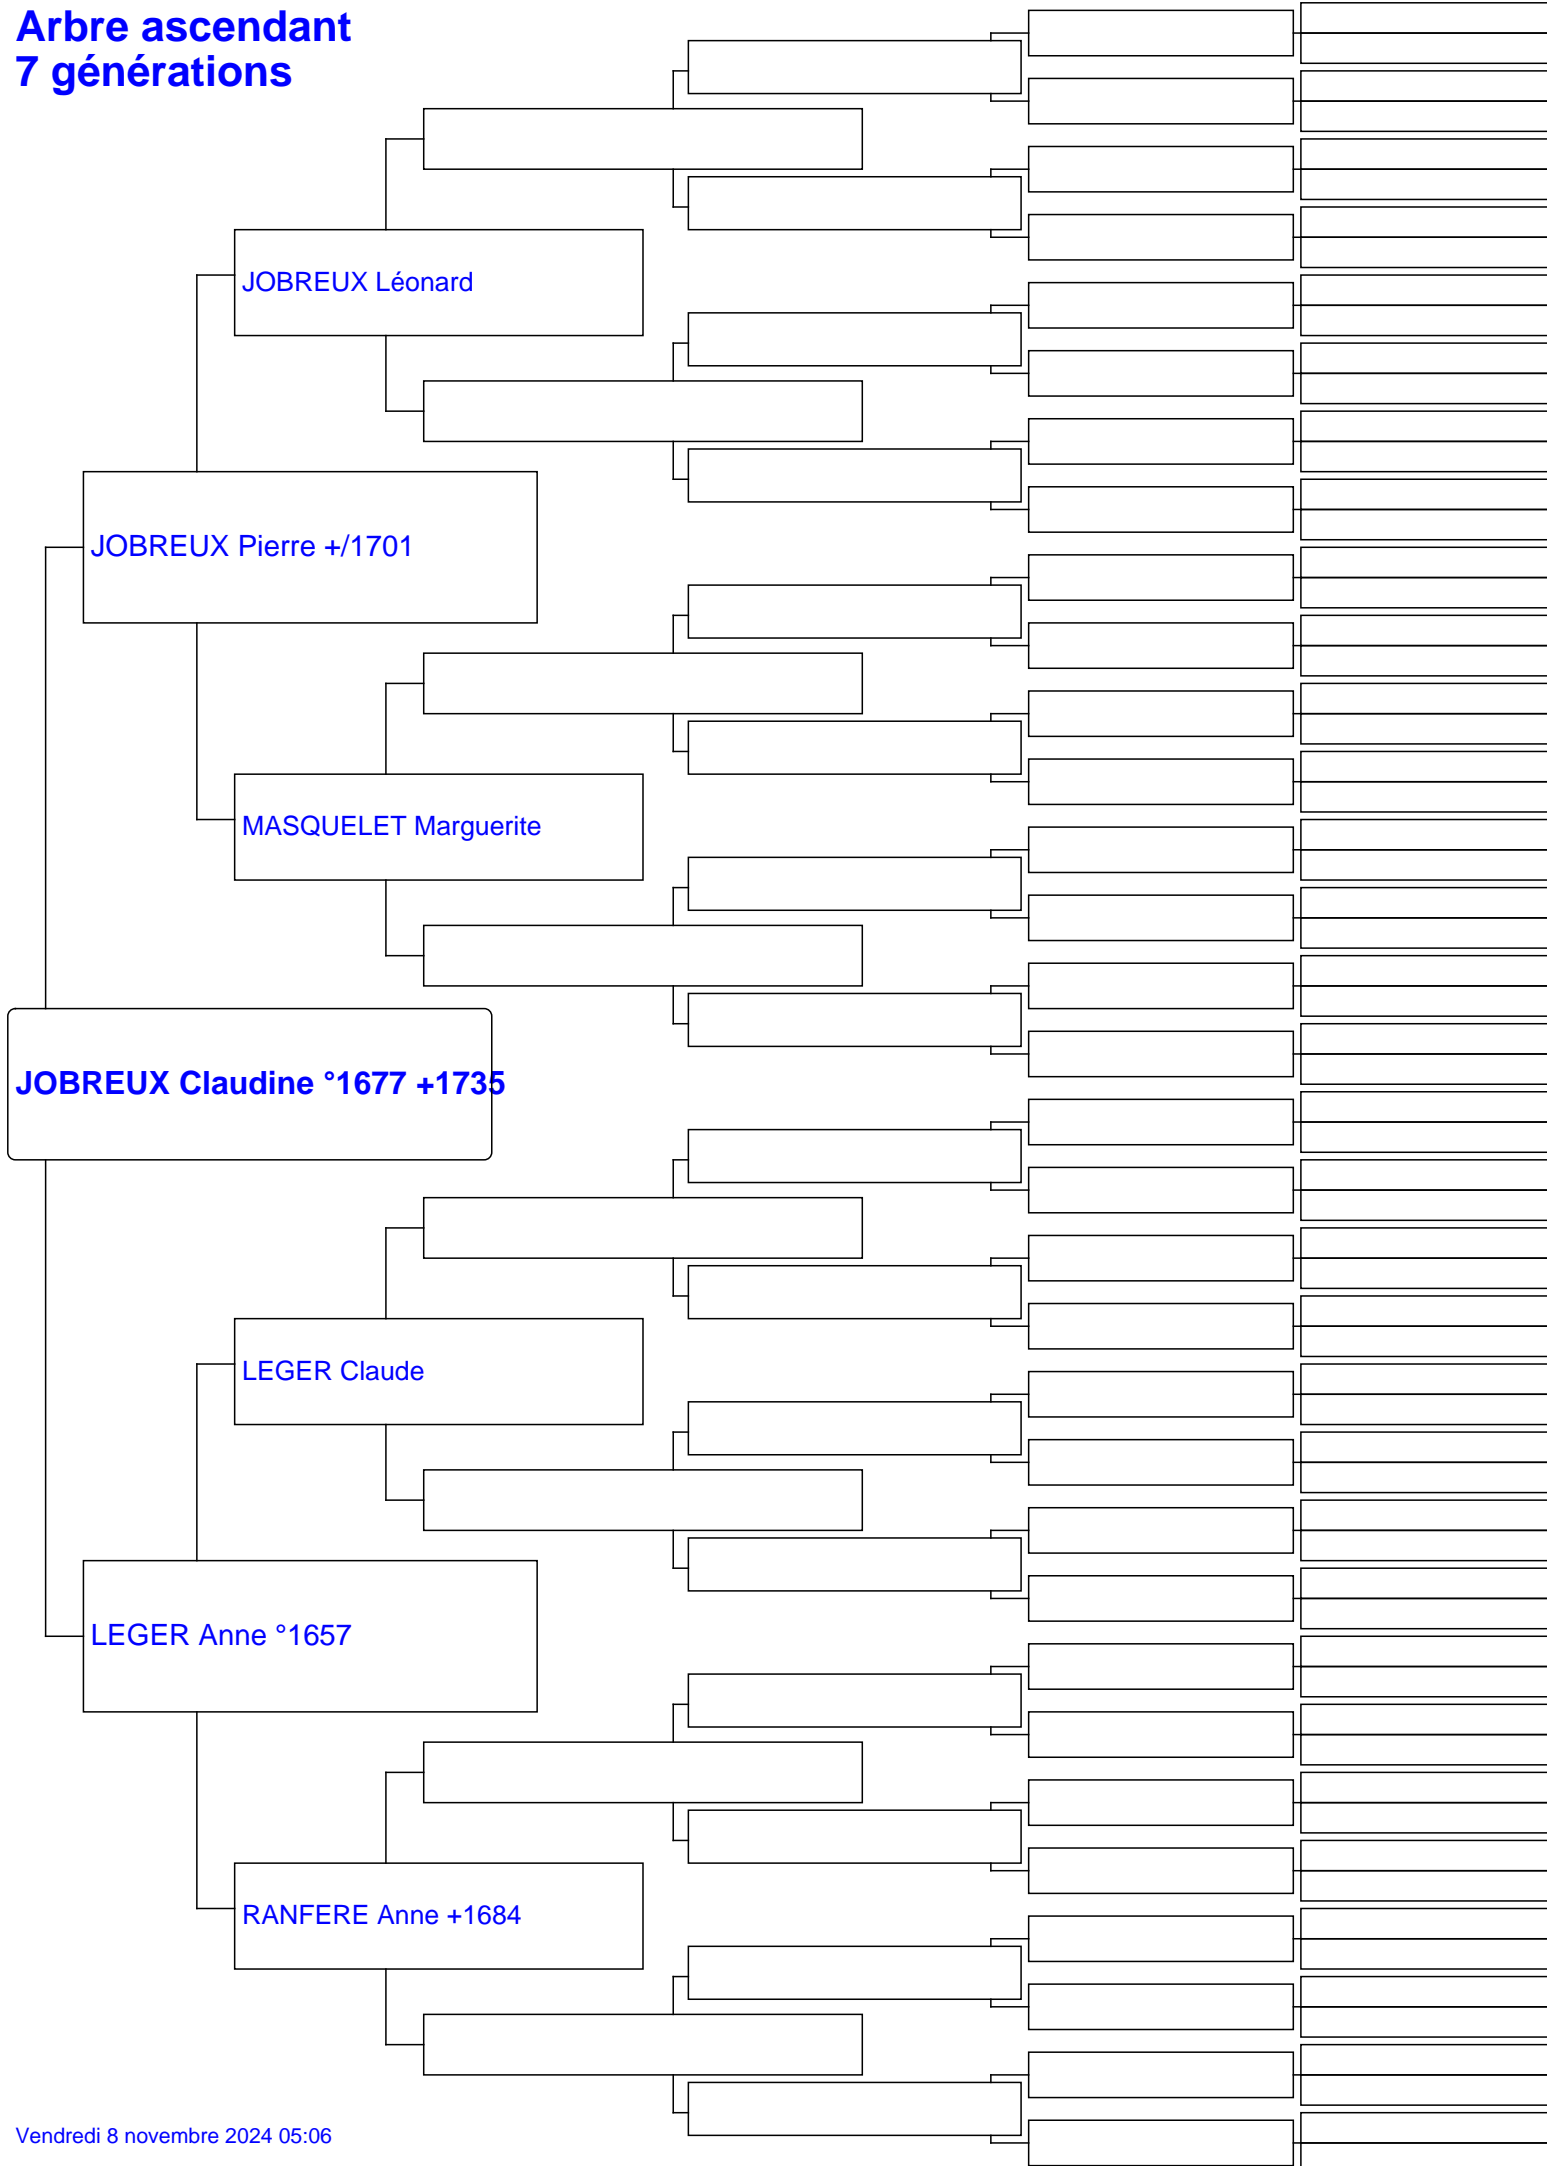 Arbre ascendant
7 générations
JOBREUX Léonard
JOBREUX Pierre +/1701
MASQUELET Marguerite
JOBREUX Claudine °1677 +1735
LEGER Claude
LEGER Anne °1657
RANFERE Anne +1684
Vendredi 8 novembre 2024 05:06